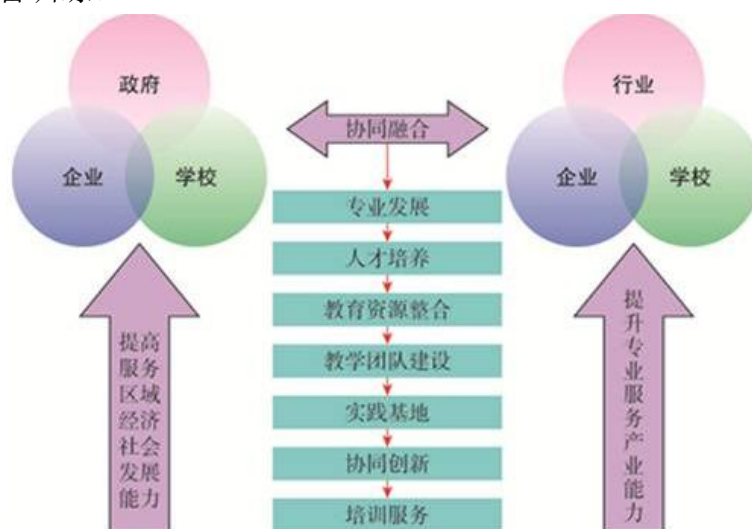 政府
企业
学校
协同融合
专业发展
人才培养
教育资源整合
教学团队建设
实践基地
协同创新
培训服务
行业
企业
学校
提高
服务
区域
经济
社会
发展
能力
提升专业服务产业能力